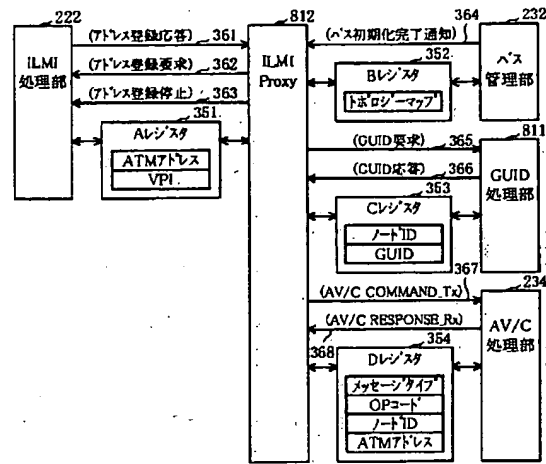 222
812
232
ILMI
処理部
(アドレス登録応答) 361
(アドレス登録要求) 362
(アドレス登録停止) 363
351
Aレジスタ
ATMアドレス
VPI
ILMI
Proxy
364
(バス初期化完了通知)
352
Bレジスタ
トポロジーマップ
バス
管理部
(GUID要求) 365
(GUID応答) 366
353
Cレジスタ
ノードID
GUID
811
GUID
処理部
367
(AV/C COMMAND_Tx)
(AV/C RESPONSE_Rx)
368
354
Dレジスタ
メッセージタイプ
OPコード
ノードID
ATMアドレス
234
AV/C
処理部